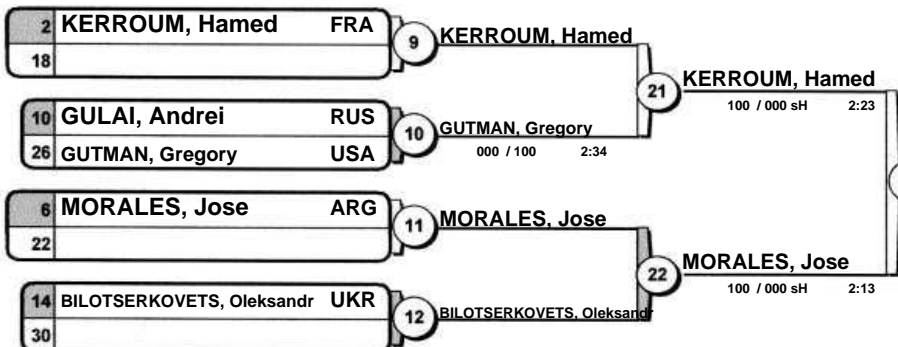 2 KERROUM, Hamed FRA
18
9 KERROUM, Hamed
10 GULAI, Andrei RUS
26 GUTMAN, Gregory USA
10 GUTMAN, Gregory
000 / 100 2:34
21 KERROUM, Hamed
100 / 000 sH 2:23
6 MORALES, Jose ARG
22
11 MORALES, Jose
14 BILOTSERKOVETS, Oleksandr UKR
30
12 BILOTSERKOVETS, Oleksandr
22 MORALES, Jose
100 / 000 sH 2:13